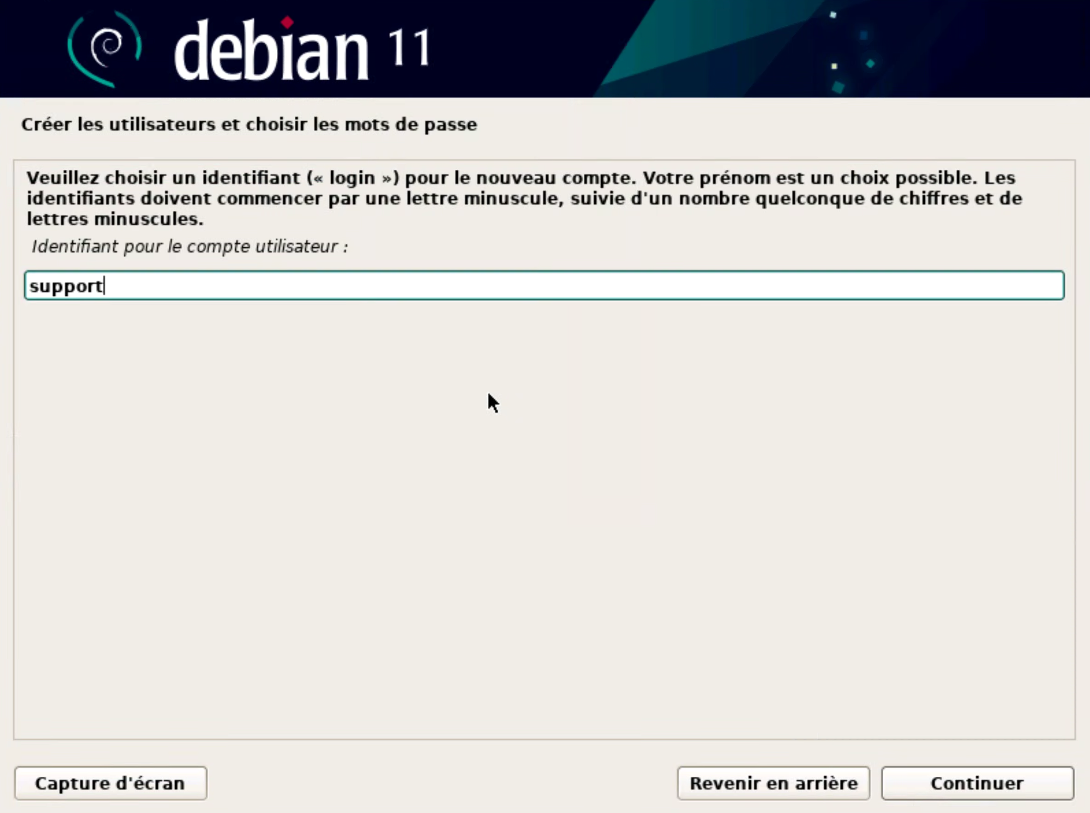 debian 11
Créer les utilisateurs et choisir les mots de passe
Veuillez choisir un identifiant (« login ») pour le nouveau compte. Votre prénom est un choix possible. Les
identifiants doivent commencer par une lettre minuscule, suivie d'un nombre quelconque de chiffres et de
lettres minuscules.
Identifiant pour le compte utilisateur :
support
Capture d'écran
Revenir en arrière
Continuer